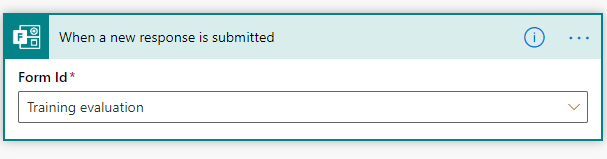 F
When a new response is submitted
Form Id *
Training evaluation